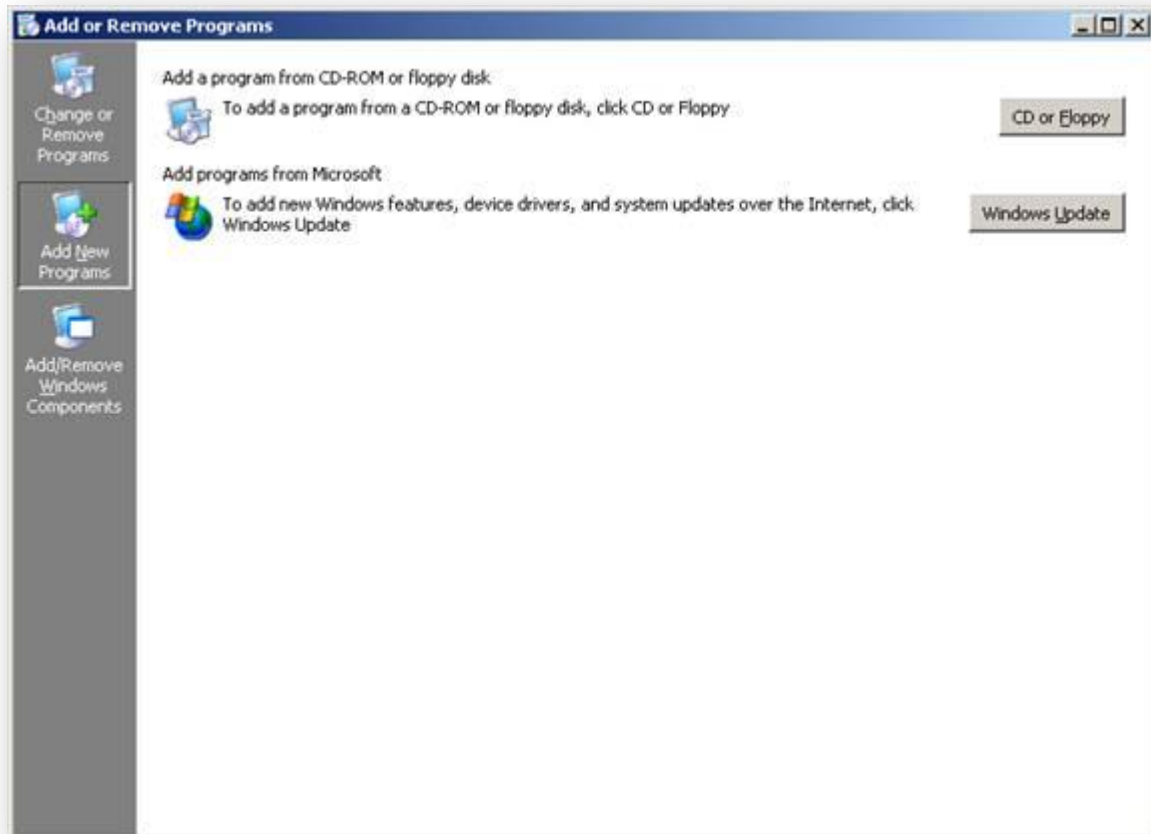 Add or Remove Programs
Change or
Remove
Programs
Add New
Programs
Add/Remove
Windows
Components
Add a program from CD-ROM or floppy disk
To add a program from a CD-ROM or floppy disk, click CD or Floppy
CD or Floppy
Add programs from Microsoft
To add new Windows features, device drivers, and system updates over the Internet, click
Windows Update
Windows Update